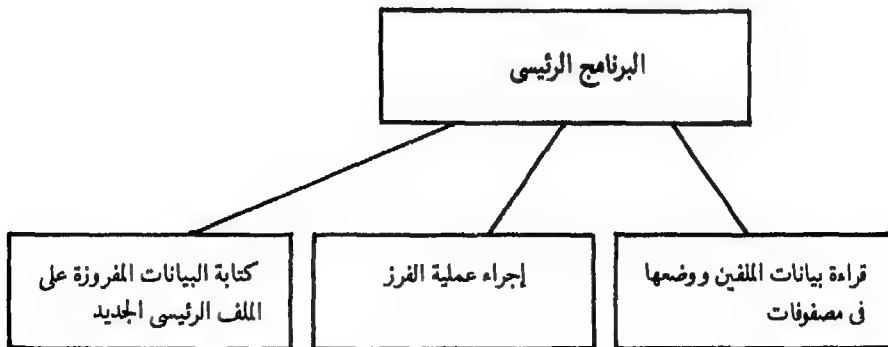 البرنامج الرئيسى
قراءة بيانات الملفين ووضعها
فى مصفوفات
إجراء عملية الفرز
كتابة البيانات المفروزة على
الملف الرئيسى الجديد